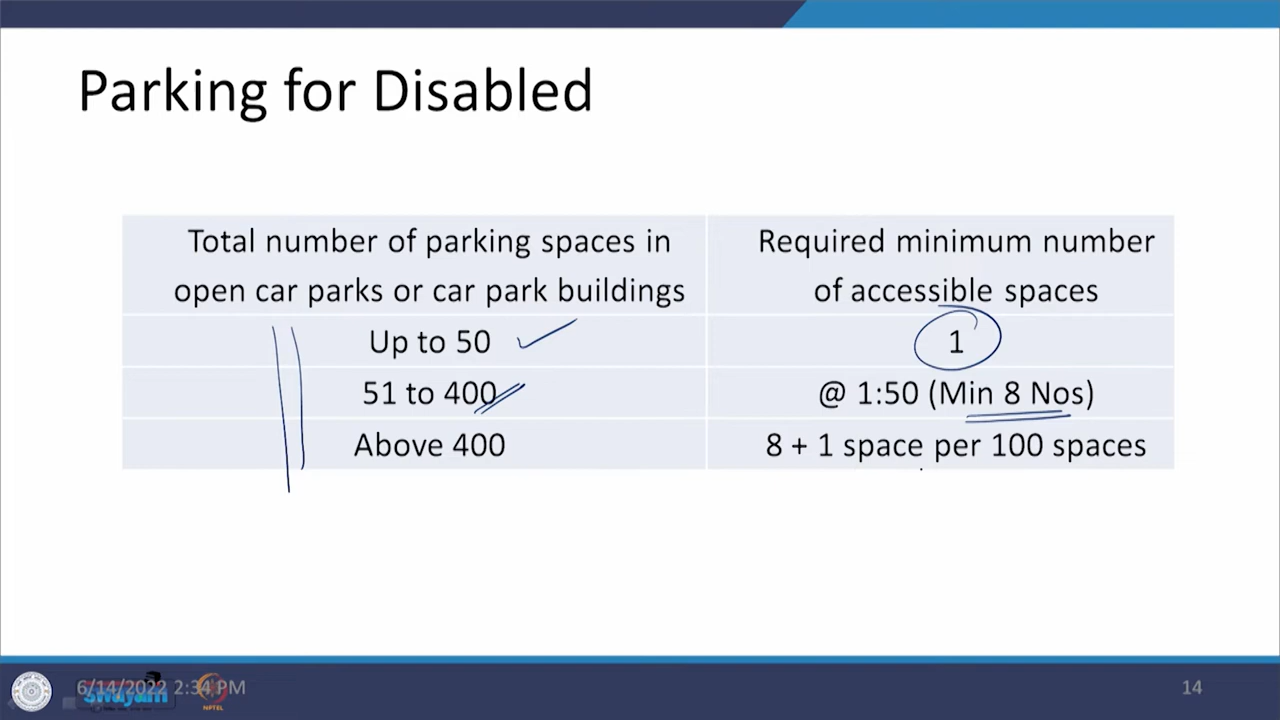 Parking for Disabled
Total number of parking spaces in
open car parks or car park buildings
Required minimum number
of accessible spaces
Up to 50
1
51 to 400
@ 1:50 (Min 8 Nos)
Above 400
8 + 1 space per 100 spaces
6/14/2022 2:34 PM
swayam
NPTEL
14